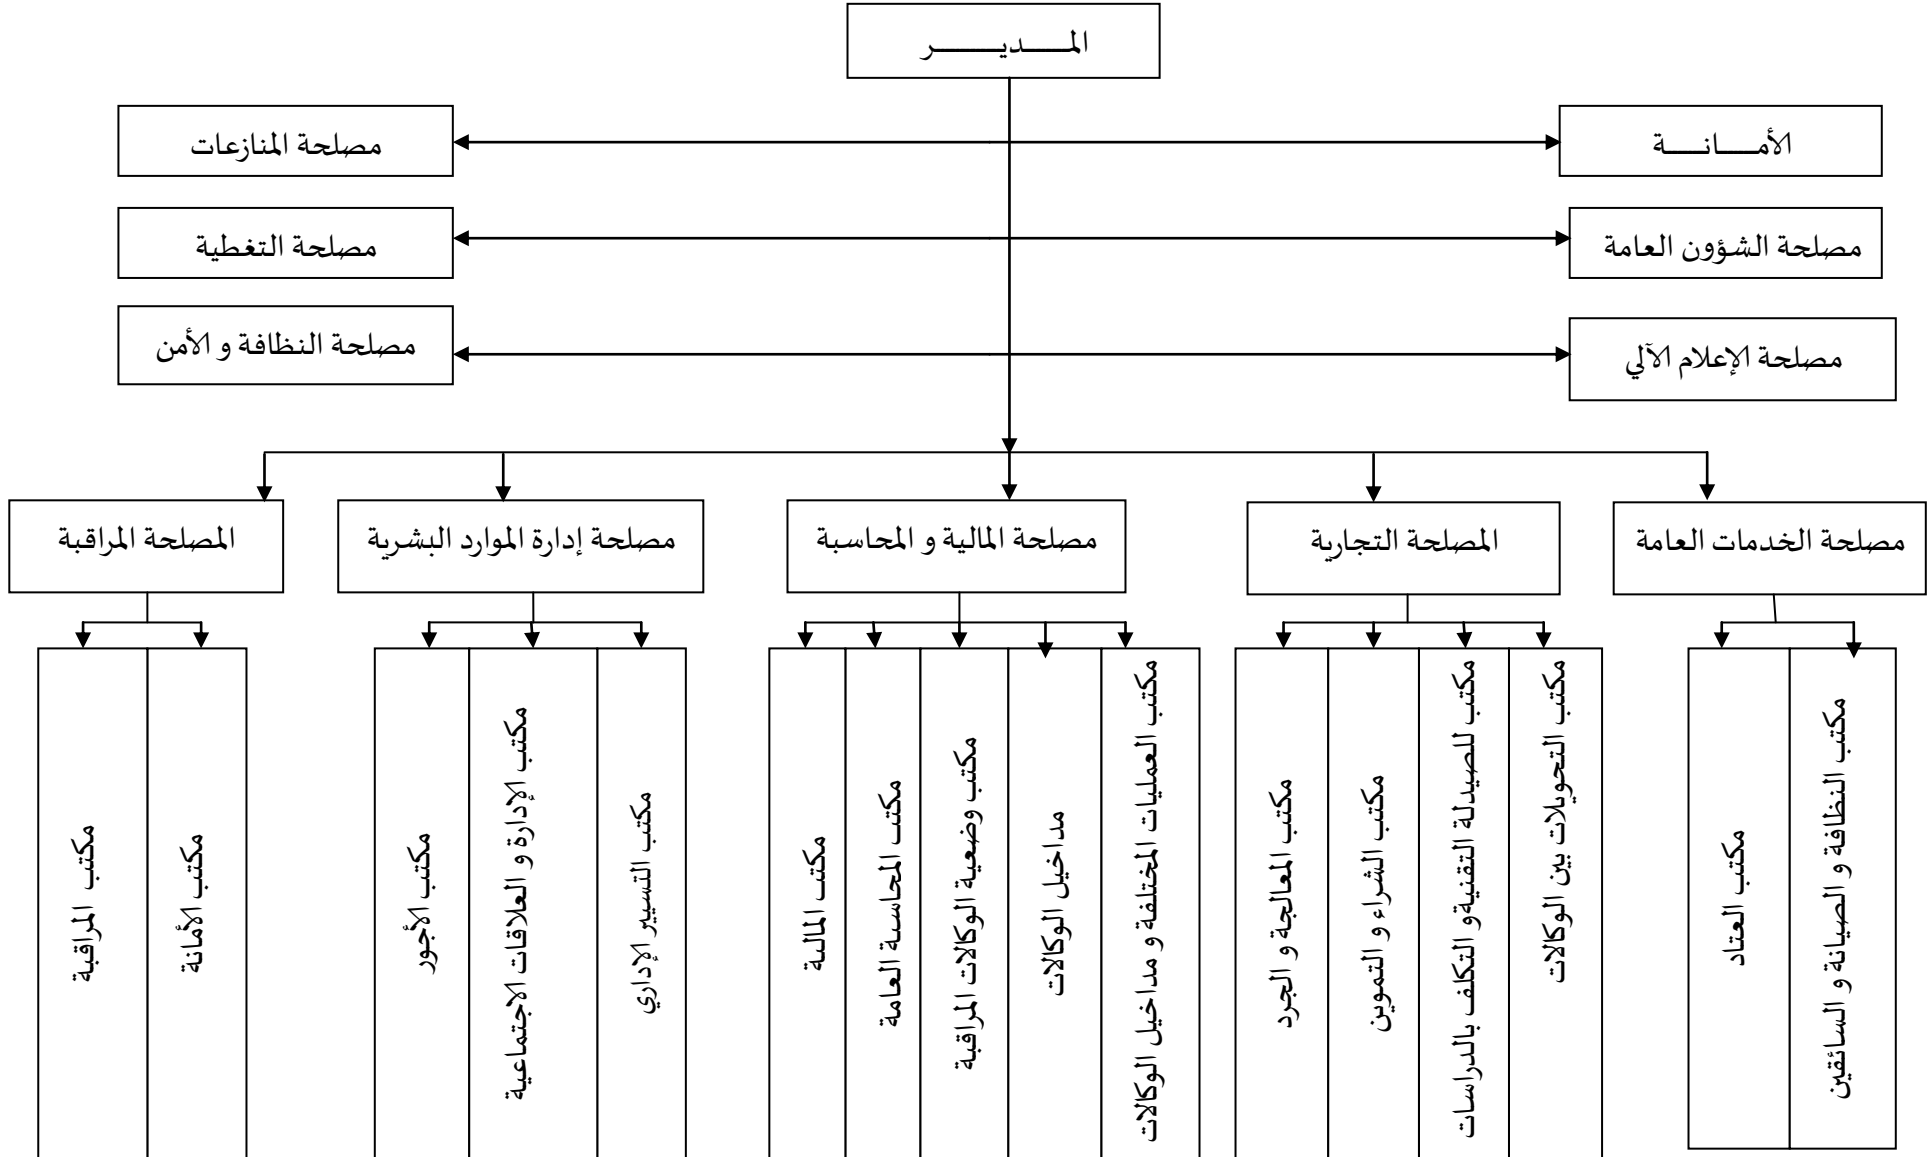 المـــــديـــــــر
الأمـــــانـــــة
مصلحة المنازعات
مصلحة الشؤون العامة
مصلحة التغطية
مصلحة الإعلام الآلي
مصلحة النظافة و الأمن
مصلحة الخدمات العامة
المصلحة التجارية
مصلحة المالية و المحاسبة
مصلحة إدارة الموارد البشرية
المصلحة المراقبة
مكتب النظافة و الصيانة و السائقين
مكتب العتاد
مكتب التحويلات بين الوكالات
مكتب للصيدلة التقنيةو التكلف بالدراسات
مكتب الشراء و التموين
مكتب المعالجة و الجرد
مكتب العمليات المختلفة و مداخيل الوكالات
مداخيل الوكالات
مكتب وضعية الوكالات المراقبة
مكتب المحاسبة العامة
مكتب المالية
مكتب التسيير الإداري
مكتب الإدارة و العلاقات الاجتماعية
مكتب الأجور
مكتب الأمانة
مكتب المراقبة